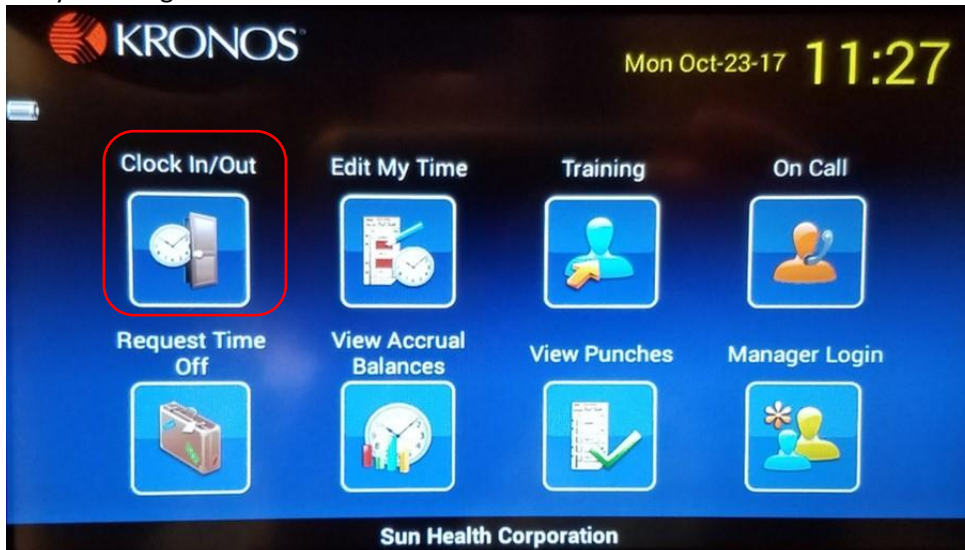 KRONOS
Mon Oct-23-17 11:27
Clock In/Out
Edit My Time
Training
On Call
Request Time
Off
View Accrual
Balances
View Punches
Manager Login
Sun Health Corporation